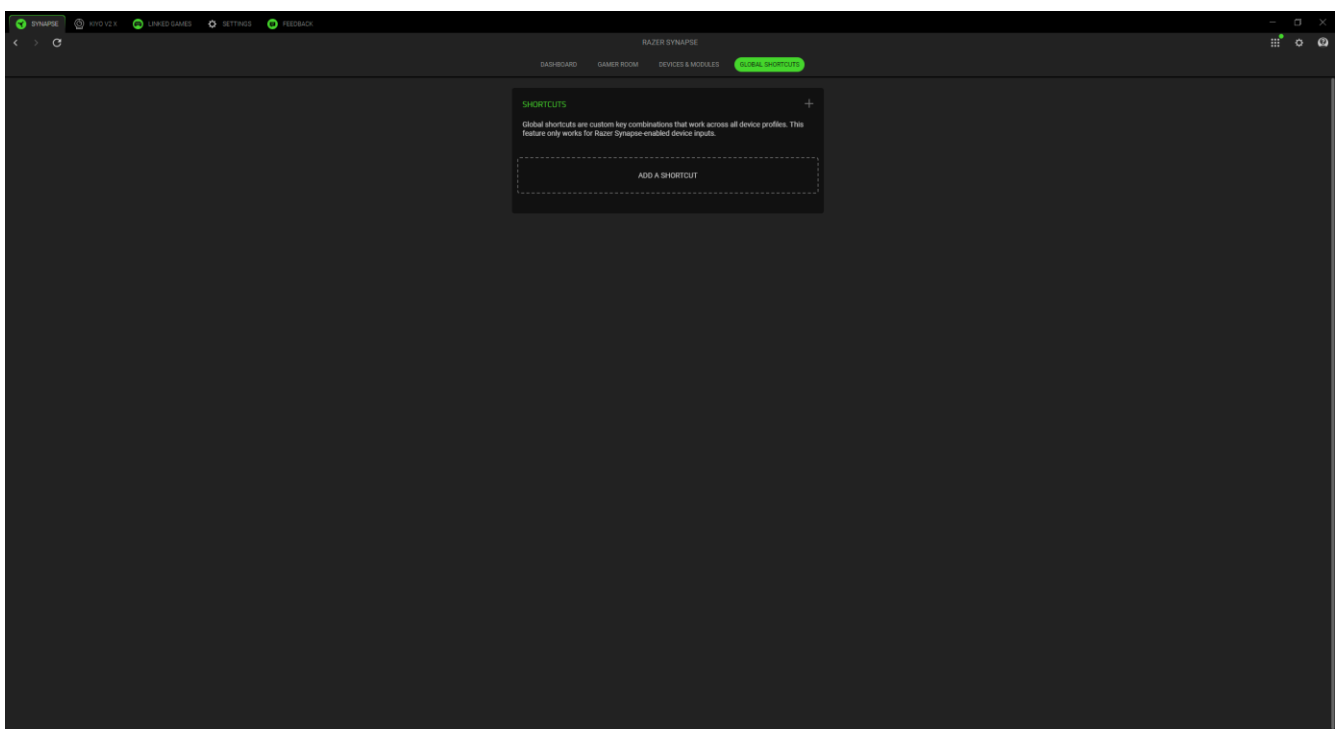 SYNAPSE KIYO V2 X LINKED GAMES SETTINGS FEEDBACK
RAZER SYNAPSE
DASHBOARD GAMER ROOM DEVICES & MODULES GLOBAL SHORTCUTS
SHORTCUTS
Global shortcuts are custom key combinations that work across all device profiles. This
feature only works for Razer Synapse-enabled device inputs.
ADD A SHORTCUT